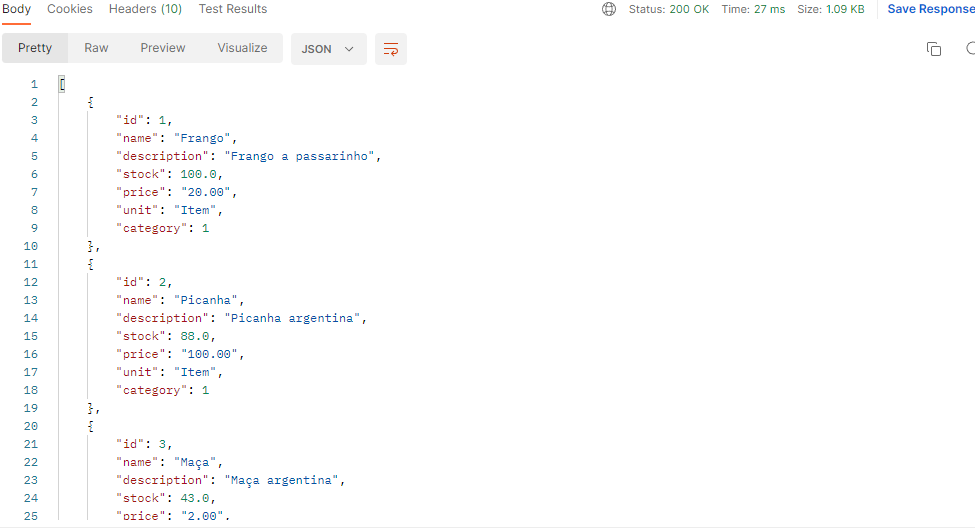 Body Cookies Headers (10) Test Results Status: 200 OK Time: 27 ms Size: 1.09 KB Save Response
Pretty Raw Preview Visualize JSON
1 [
2 {
3 "id": 1,
4 "name": "Frango",
5 "description": "Frango a passarinho",
6 "stock": 100.0,
7 "price": "20.00",
8 "unit": "Item",
9 "category": 1
10 },
11 {
12 "id": 2,
13 "name": "Picanha",
14 "description": "Picanha argentina",
15 "stock": 88.0,
16 "price": "100.00",
17 "unit": "Item",
18 "category": 1
19 },
20 {
21 "id": 3,
22 "name": "Maça",
23 "description": "Maça argentina",
24 "stock": 43.0,
25 "price": "2.00",